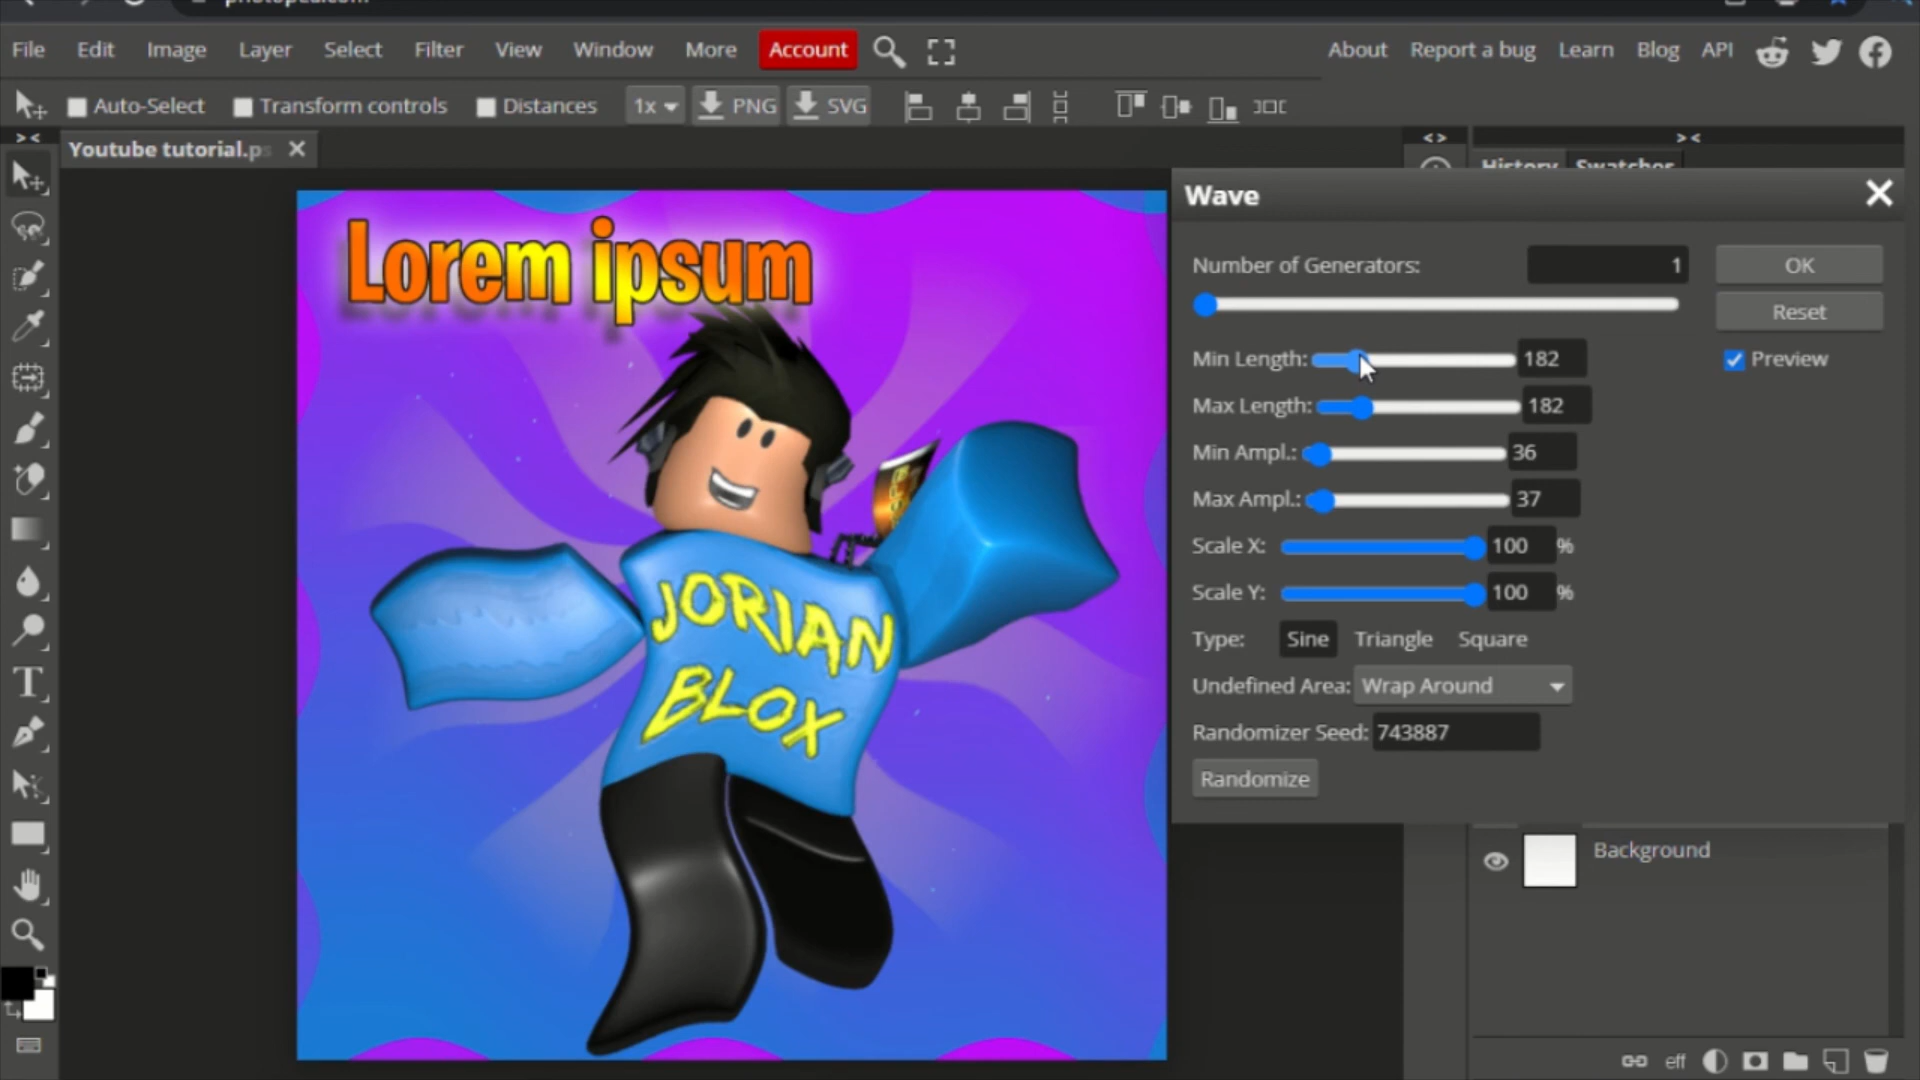 File Edit Image Layer Select Filter View Window More Account About Report a bug Learn Blog API
Auto-Select Transform controls Distances 1x PNG SVG
Youtube tutorial.ps
History Swatches
Wave
Number of Generators: 1
OK
Reset
Min Length: 182
Preview
Max Length: 182
Min Ampl.: 36
Max Ampl.: 37
Scale X: 100 %
Scale Y: 100 %
Type: Sine Triangle Square
Undefined Area: Wrap Around
Randomizer Seed: 743887
Randomize
Lorem ipsum
JORIAN
BLOX
Background
eff